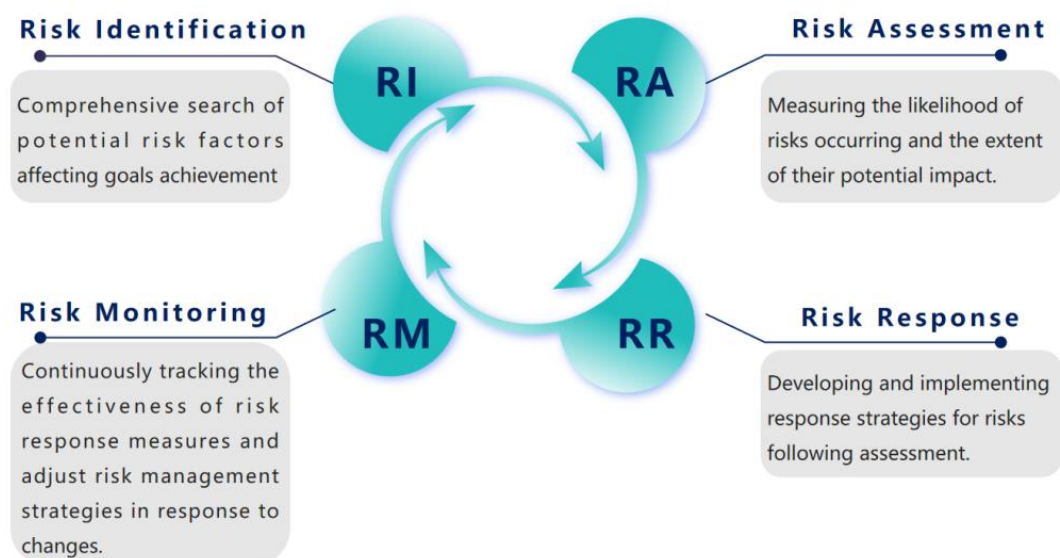 Risk Identification
Comprehensive search of
potential risk factors
affecting goals achievement
RI
RA
Risk Assessment
Measuring the likelihood of
risks occurring and the extent
of their potential impact.
Risk Monitoring
Continuously tracking the
effectiveness of risk
response measures and
adjust risk management
strategies in response to
changes.
RM
RR
Risk Response
Developing and implementing
response strategies for risks
following assessment.